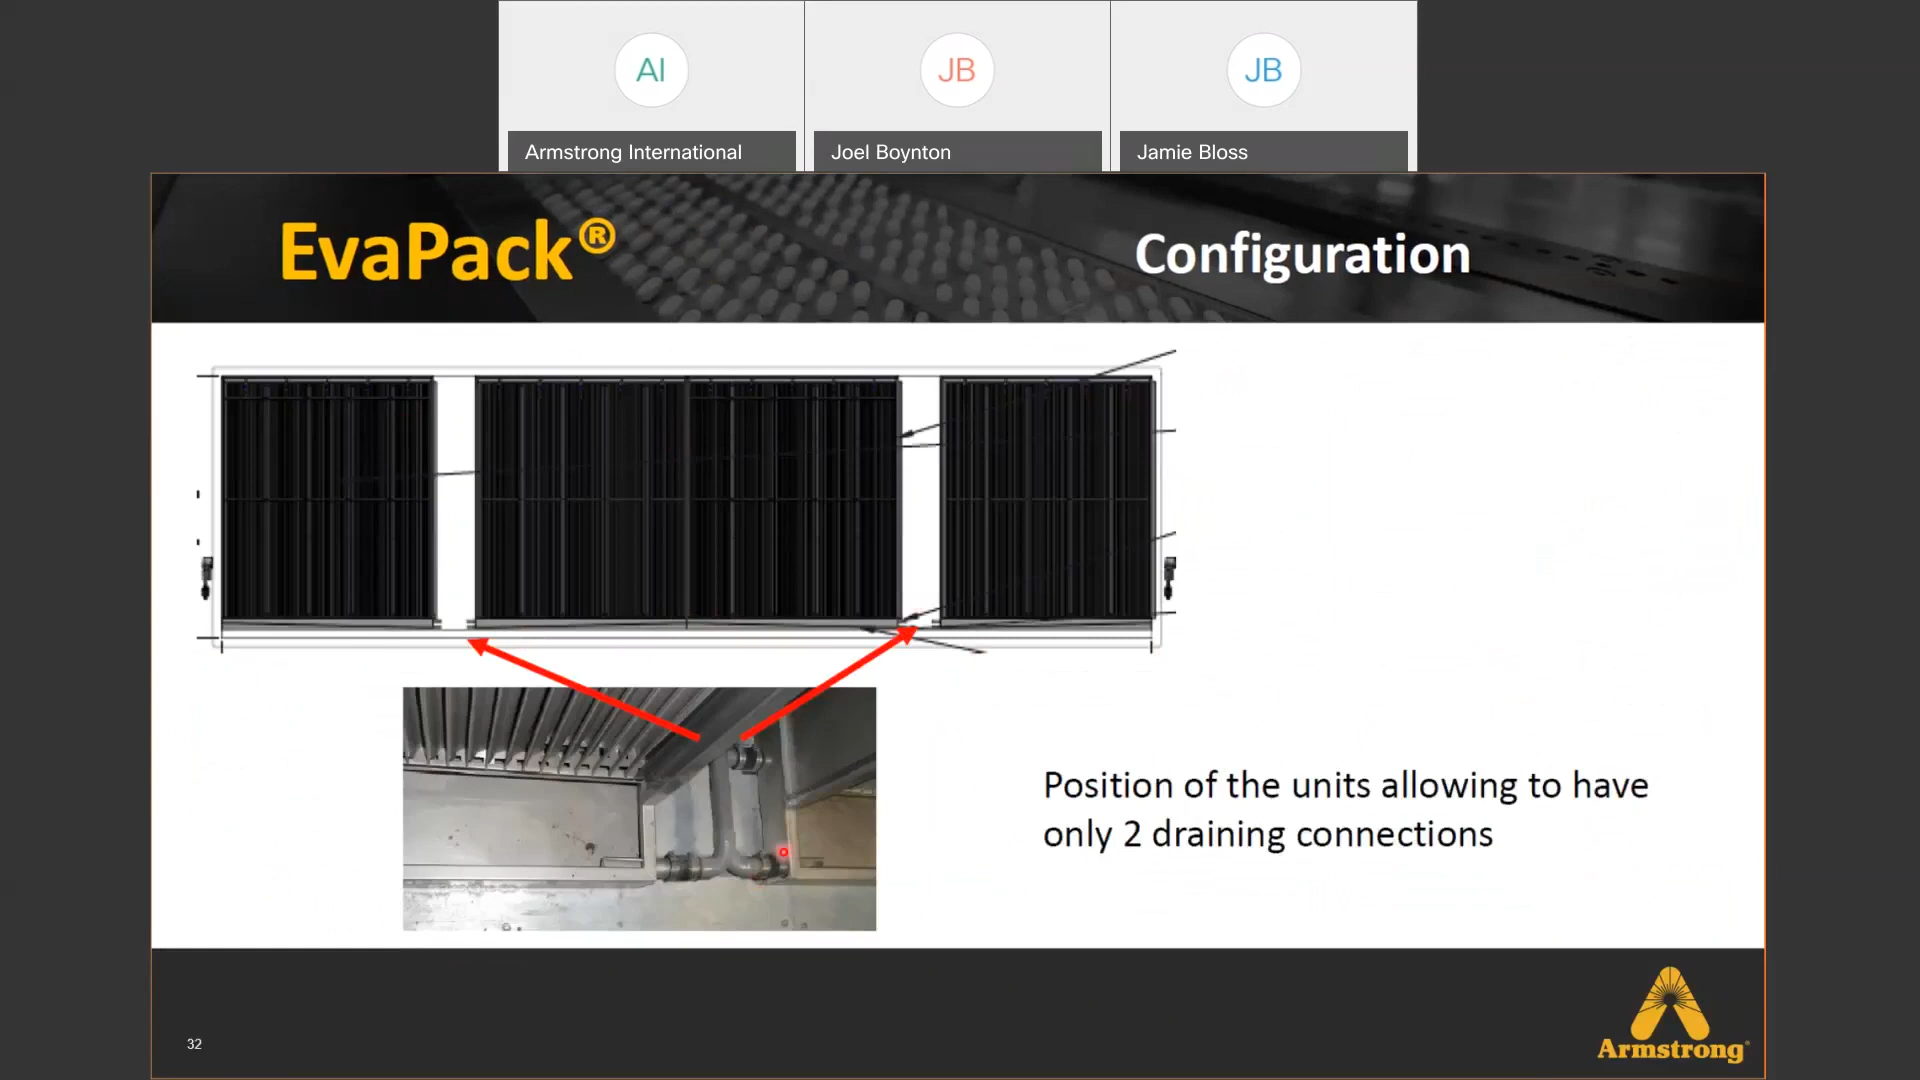 AI
JB
JB
Armstrong International
Joel Boynton
Jamie Bloss
EvaPack®
Configuration
Position of the units allowing to have
only 2 draining connections
32
Armstrong®